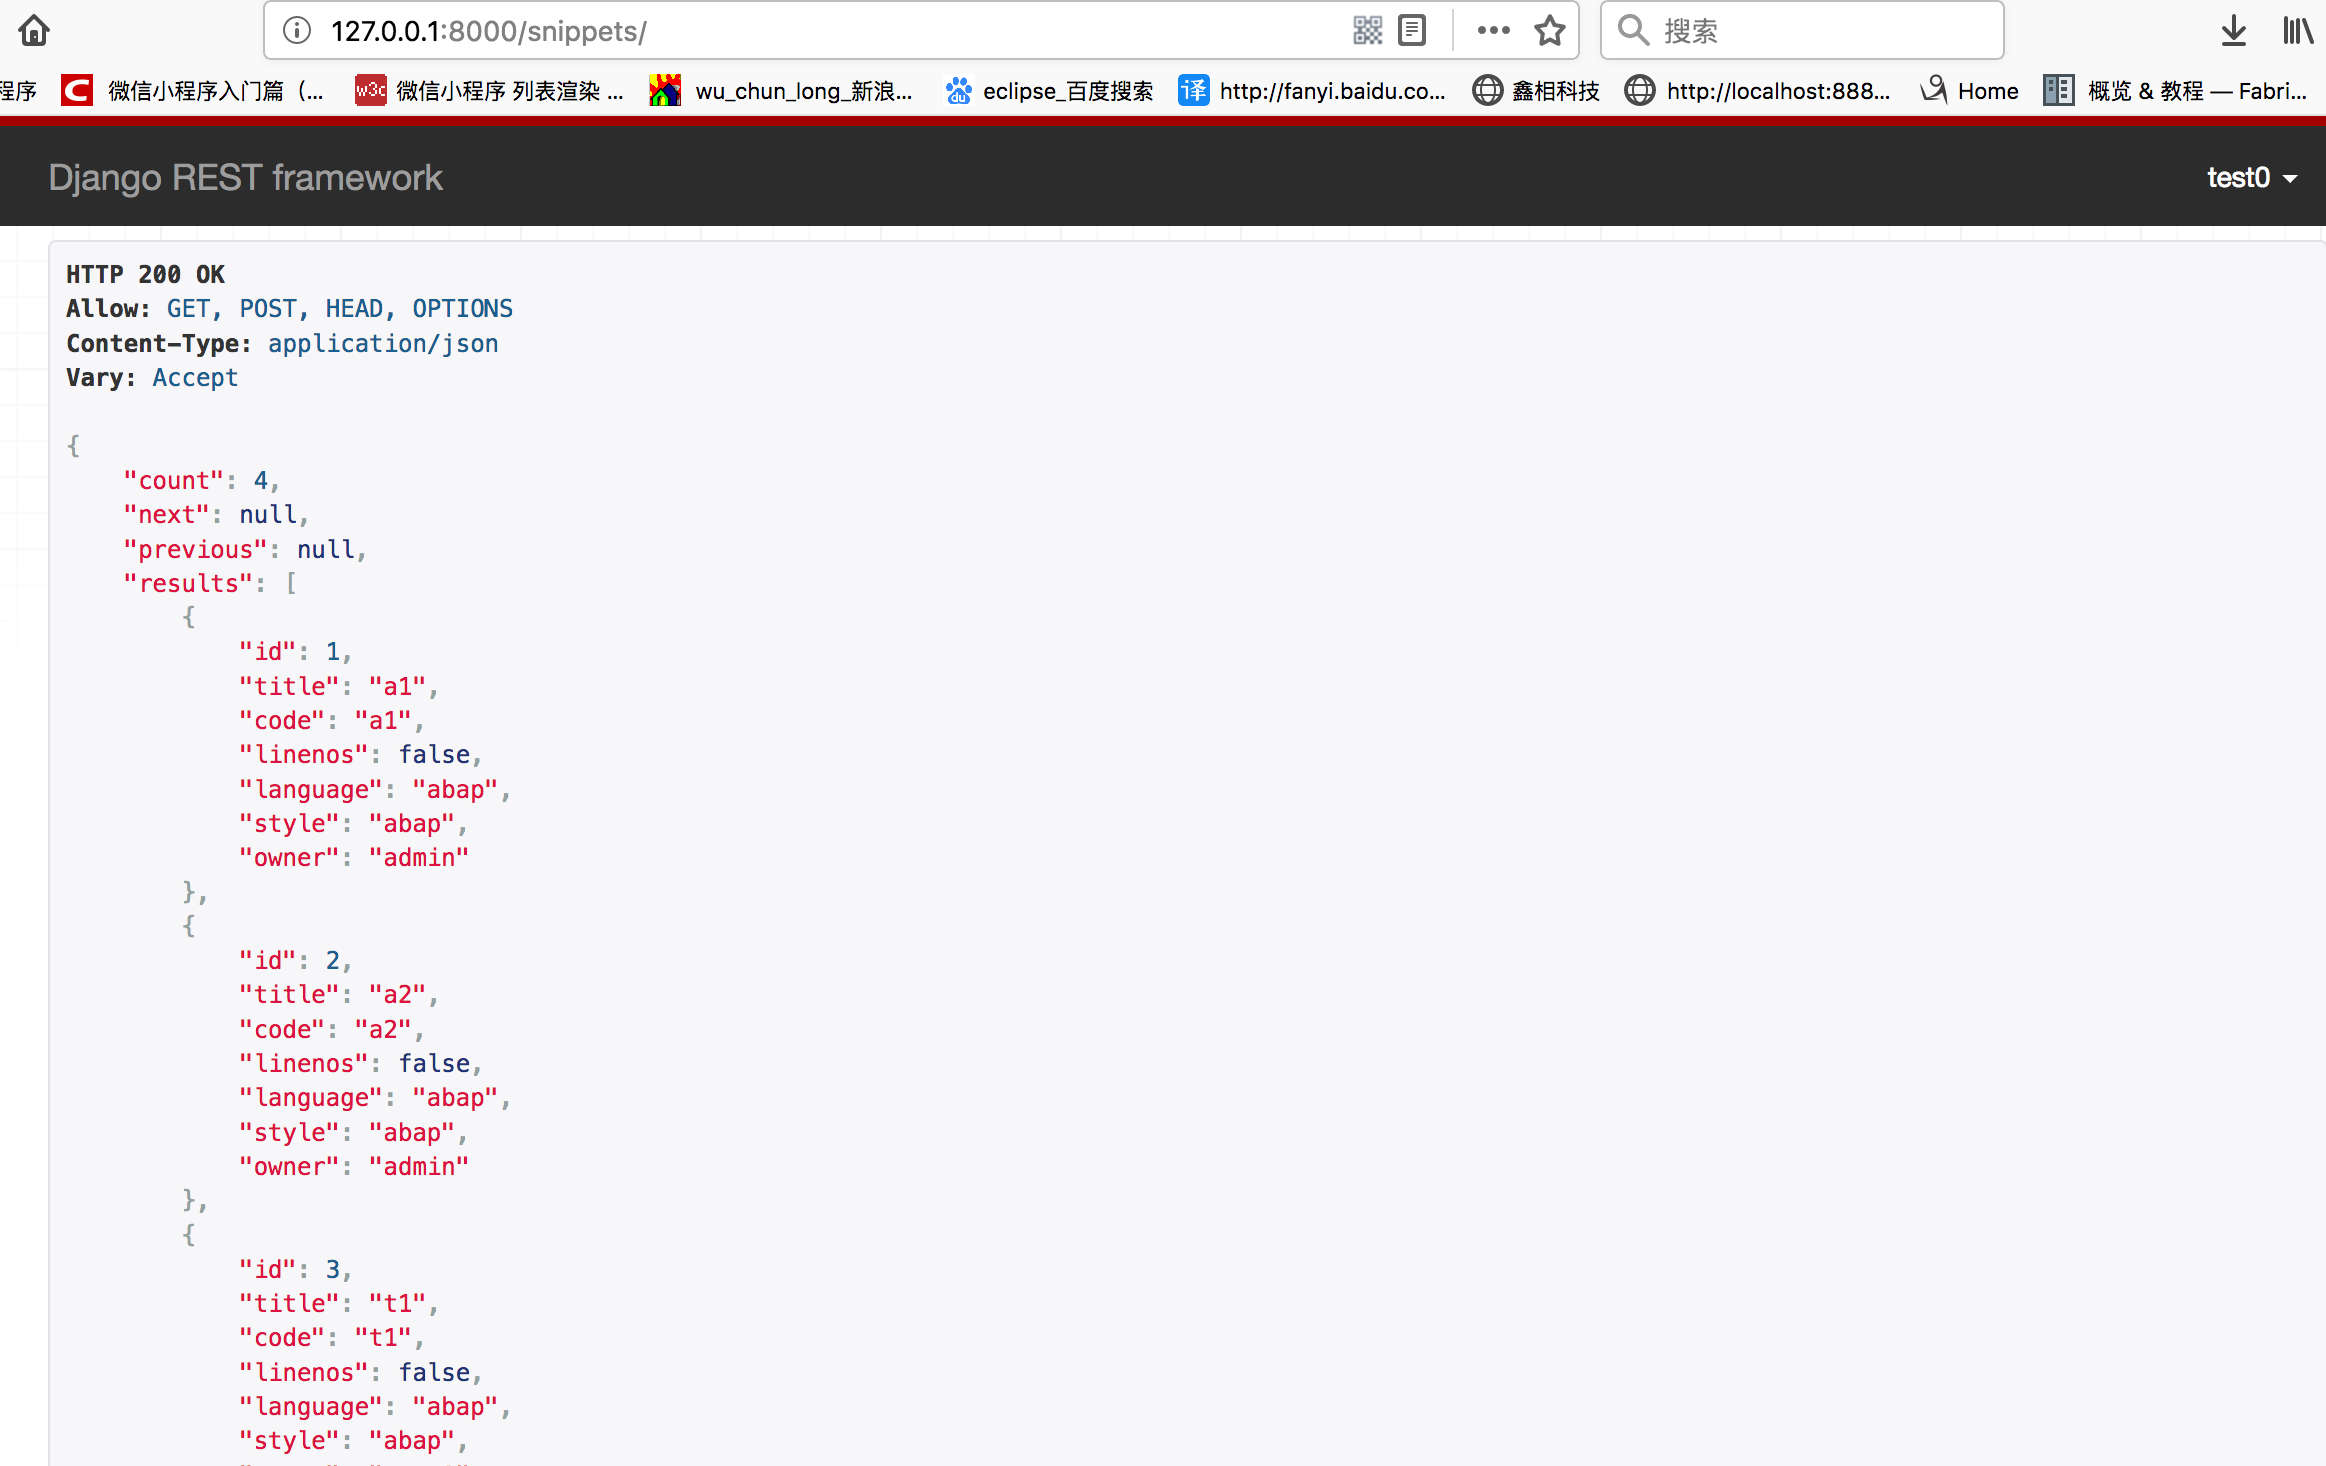 127.0.0.1:8000/snippets/
搜索
程序
微信小程序入门篇（...
w3c
微信小程序 列表渲染 ...
wu_chun_long_新浪...
du
eclipse_百度搜索
译
http://fanyi.baidu.co...
鑫相科技
http://localhost:888...
Home
概览 & 教程 — Fabri...
Django REST framework
test0
HTTP 200 OK
Allow: GET, POST, HEAD, OPTIONS
Content-Type: application/json
Vary: Accept
{
"count": 4,
"next": null,
"previous": null,
"results": [
{
"id": 1,
"title": "a1",
"code": "a1",
"linenos": false,
"language": "abap",
"style": "abap",
"owner": "admin"
},
{
"id": 2,
"title": "a2",
"code": "a2",
"linenos": false,
"language": "abap",
"style": "abap",
"owner": "admin"
},
{
"id": 3,
"title": "t1",
"code": "t1",
"linenos": false,
"language": "abap",
"style": "abap",